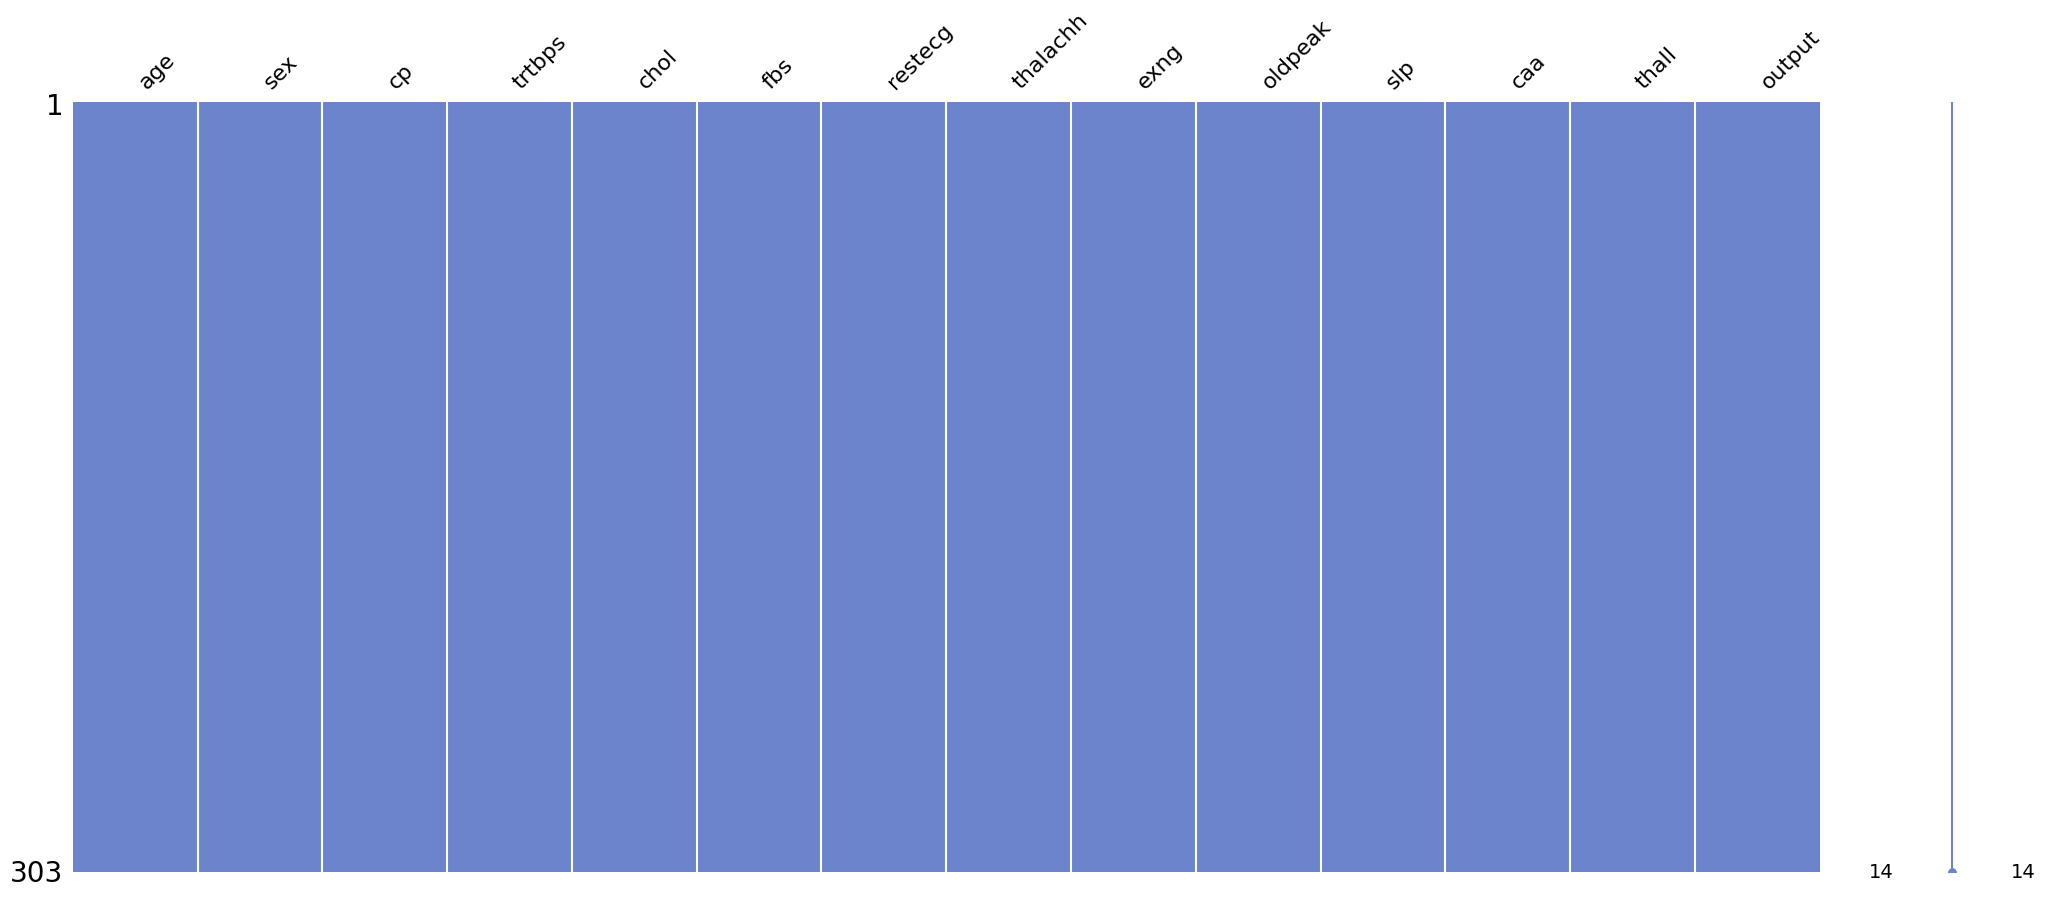 age sex cp trtbps chol fbs restecg thalachh exng oldpeak slp caa thall output
1
303
14 14